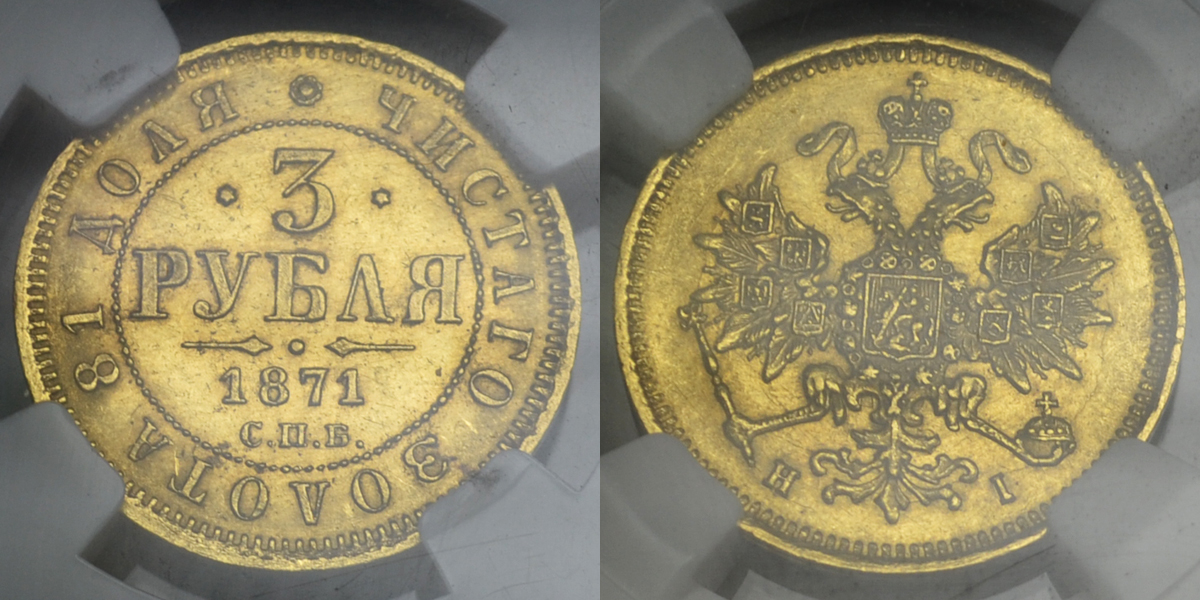 ЧИСТАГО ЗОЛОТА 81 ДОЛЯ
3
РУБЛЯ
1871
С.П.Б.
Н I